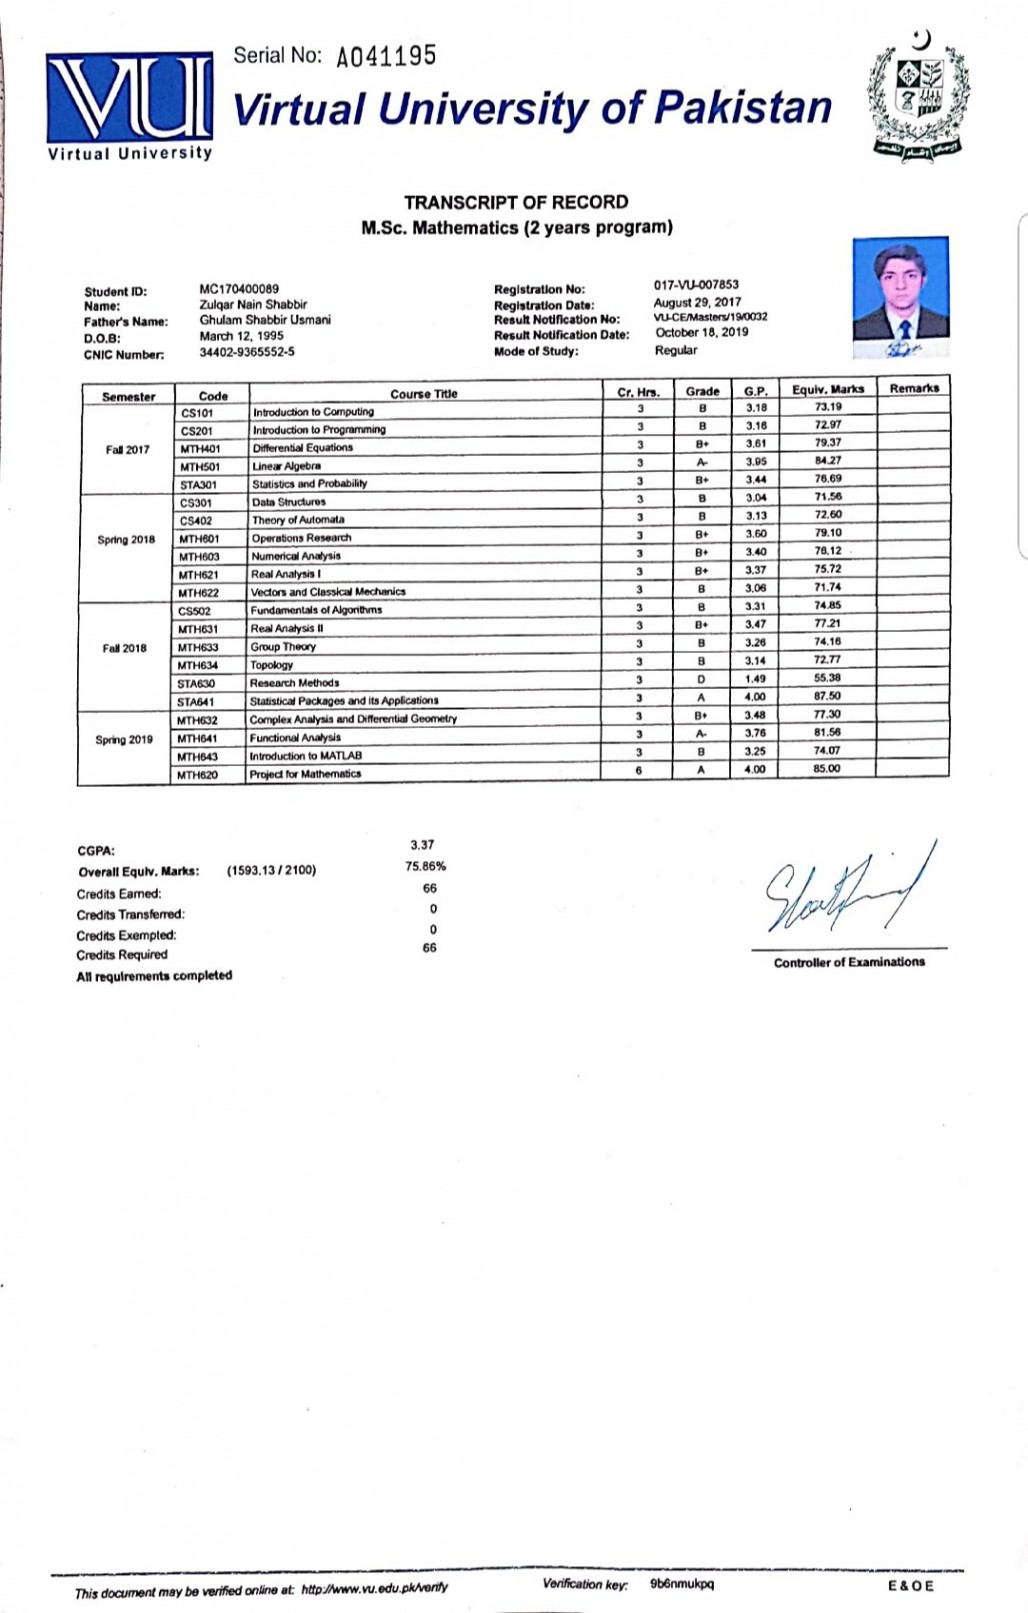 Serial No: A041195
VU
Virtual University
Virtual University of Pakistan
TRANSCRIPT OF RECORD
M.Sc. Mathematics (2 years program)
Student ID: MC170400089
Name: Zulqar Nain Shabbir
Father's Name: Ghulam Shabbir Usmani
D.O.B: March 12, 1995
CNIC Number: 34402-9365552-5
Registration No: 017-VU-007853
Registration Date: August 29, 2017
Result Notification No: VU-CE/Masters/19/0032
Result Notification Date: October 18, 2019
Mode of Study: Regular
Semester Code Course Title Cr. Hrs. Grade G.P. Equiv. Marks Remarks
Fall 2017
CS101 Introduction to Computing 3 B 3.18 73.19
CS201 Introduction to Programming 3 B 3.16 72.97
MTH401 Differential Equations 3 B+ 3.61 79.37
MTH501 Linear Algebra 3 A- 3.95 84.27
STA301 Statistics and Probability 3 B+ 3.44 76.69
Spring 2018
CS301 Data Structures 3 B 3.04 71.56
CS402 Theory of Automata 3 B 3.13 72.60
MTH601 Operations Research 3 B+ 3.60 79.10
MTH603 Numerical Analysis 3 B+ 3.40 76.12
MTH621 Real Analysis I 3 B+ 3.37 75.72
MTH622 Vectors and Classical Mechanics 3 B 3.06 71.74
Fall 2018
CS502 Fundamentals of Algorithms 3 B 3.31 74.85
MTH631 Real Analysis II 3 B+ 3.47 77.21
MTH633 Group Theory 3 B 3.26 74.16
MTH634 Topology 3 B 3.14 72.77
STA630 Research Methods 3 D 1.49 55.38
STA641 Statistical Packages and its Applications 3 A 4.00 87.50
Spring 2019
MTH632 Complex Analysis and Differential Geometry 3 B+ 3.48 77.30
MTH641 Functional Analysis 3 A- 3.76 81.56
MTH643 Introduction to MATLAB 3 B 3.25 74.07
MTH620 Project for Mathematics 6 A 4.00 85.00
CGPA: 3.37
Overall Equiv. Marks: (1593.13 / 2100) 75.86%
Credits Earned: 66
Credits Transferred: 0
Credits Exempted: 0
Credits Required 66
All requirements completed
Controller of Examinations
This document may be verified online at: http://www.vu.edu.pk/verify
Verification key: 9b6nmukpq
E & O E